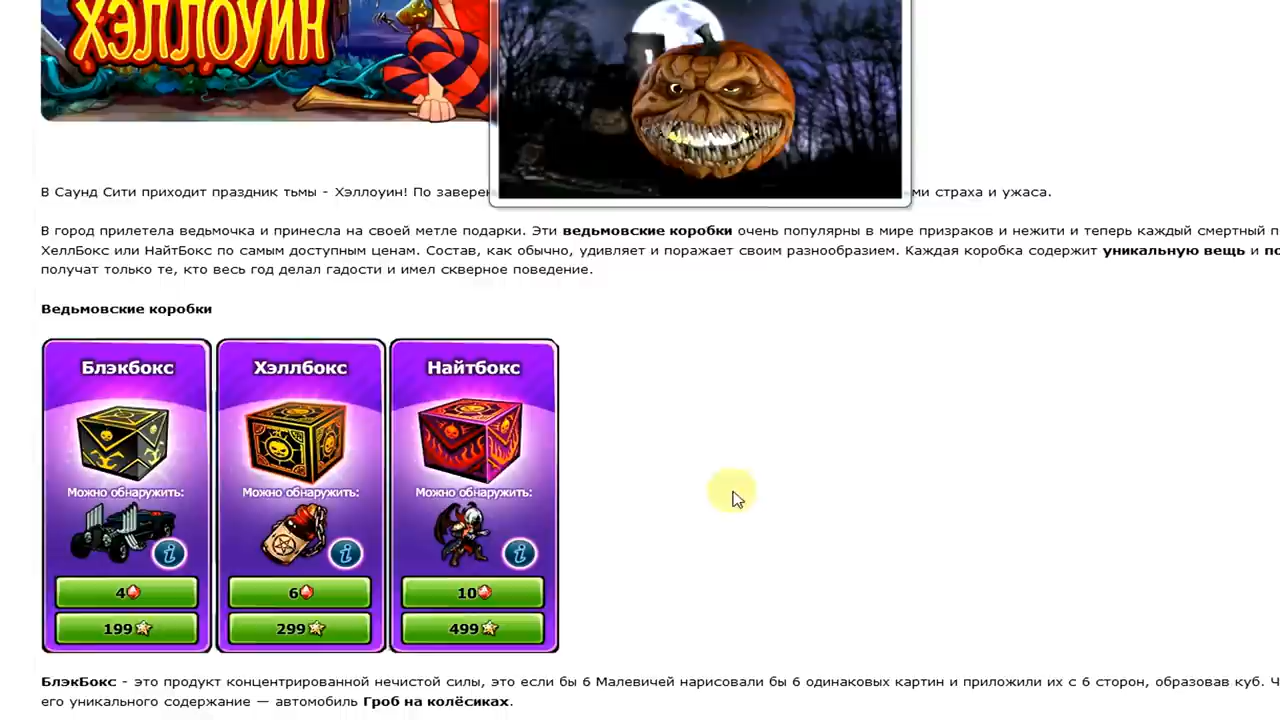 ХЭЛЛОУИН
В Саунд Сити приходит праздник тьмы - Хэллоуин! По
ми страха и ужаса.
В город прилетела ведьмочка и принесла на своей метле подарки. Эти ведьмовские коробки очень популярны в мире призраков и нежити и теперь каждый смертный
ХеллБокс или НайтБокс по самым доступным ценам. Состав, как обычно, удивляет и поражает своим разнообразием. Каждая коробка содержит уникальную вещь и
получат только те, кто весь год делал гадости и имел скверное поведение.
Ведьмовские коробки
Блэкбокс Хэллбокс Найтбокс
Можно обнаружить: Можно обнаружить: Можно обнаружить:
i i i
4 6 10
199 299 499
БлэкБокс - это продукт концентрированной нечистой силы, это если бы 6 Малевичей нарисовали бы 6 одинаковых картин и приложили их с 6 сторон, образовав куб.
его уникального содержание — автомобиль Гроб на колёсиках.